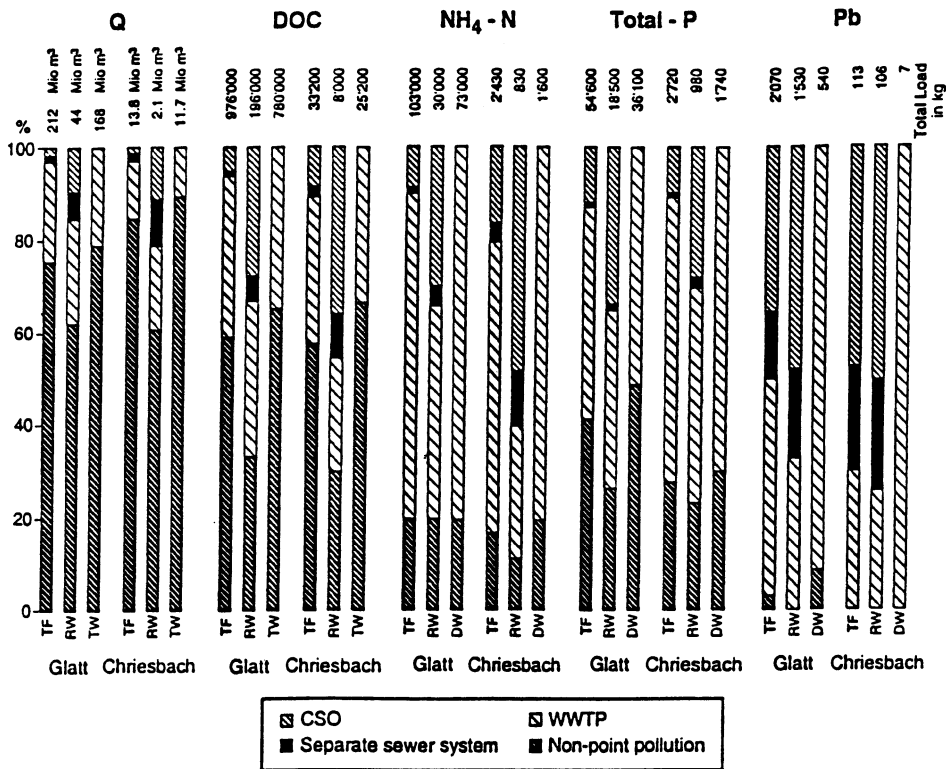 Q DOC NH₄ - N Total - P Pb
212 Mio m³
44 Mio m³
168 Mio m³
13.8 Mio m³
2.1 Mio m³
11.7 Mio m³
976'000
196'000
780'000
33'200
8'000
25'200
103'000
30'000
73'000
2'430
830
1'600
54'600
18'500
36'100
2'720
980
1'740
2'070
1'530
540
113
106
7
Total Load
in kg
%
100
80
60
40
20
0
TF RW TW TF RW TW TF RW TW TF RW TW TF RW DW TF RW DW TF RW DW TF RW DW TF RW DW TF RW DW
Glatt Chriesbach Glatt Chriesbach Glatt Chriesbach Glatt Chriesbach Glatt Chriesbach
CSO WWTP
Separate sewer system Non-point pollution